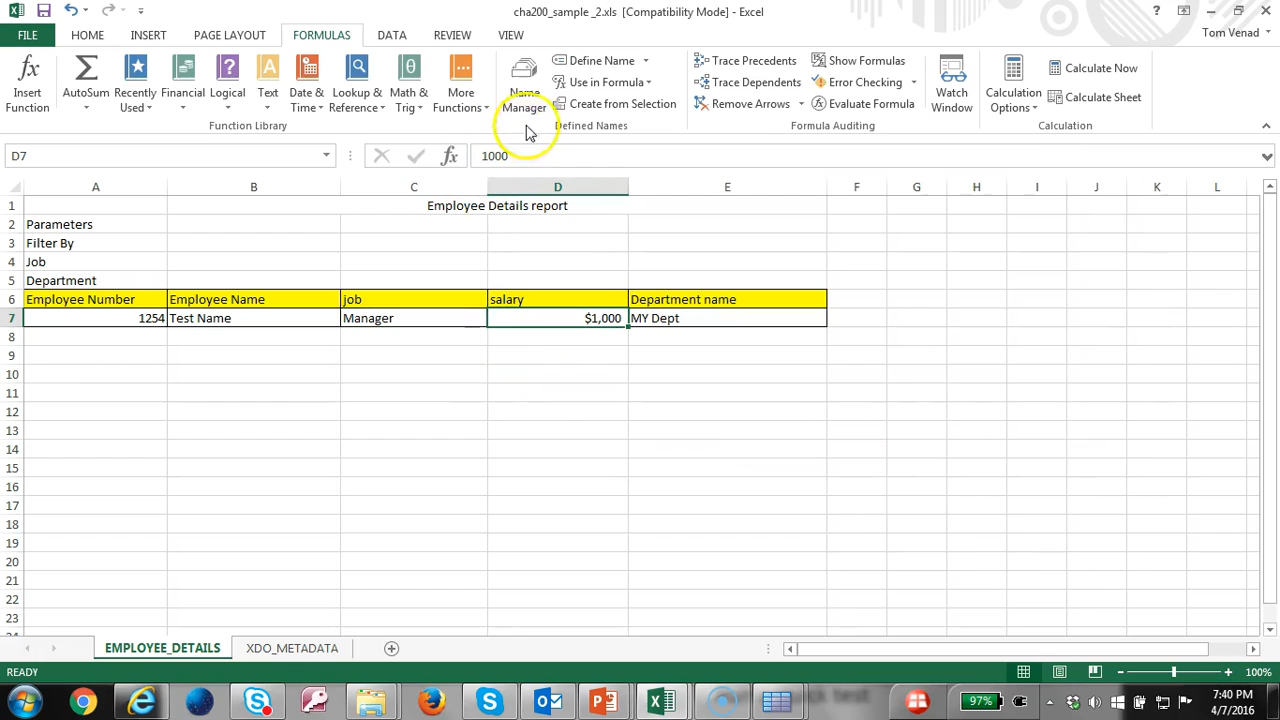 cha200_sample _2.xls [Compatibility Mode] - Excel
FILE HOME INSERT PAGE LAYOUT FORMULAS DATA REVIEW VIEW Tom Venad
Insert Function
AutoSum
Recently Used
Financial
Logical
Text
Date & Time
Lookup & Reference
Math & Trig
More Functions
Function Library
Name Manager
Define Name
Use in Formula
Create from Selection
Defined Names
Trace Precedents
Trace Dependents
Remove Arrows
Show Formulas
Error Checking
Evaluate Formula
Formula Auditing
Watch Window
Calculation Options
Calculate Now
Calculate Sheet
Calculation
D7 fx 1000
A B C D E F G H I J K L
1 Employee Details report
2 Parameters
3 Filter By
4 Job
5 Department
6 Employee Number Employee Name job salary Department name
7 1254 Test Name Manager $1,000 MY Dept
8
9
10
11
12
13
14
15
16
17
18
19
20
21
22
23
EMPLOYEE_DETAILS XDO_METADATA
READY 100%
97% 7:40 PM
4/7/2016